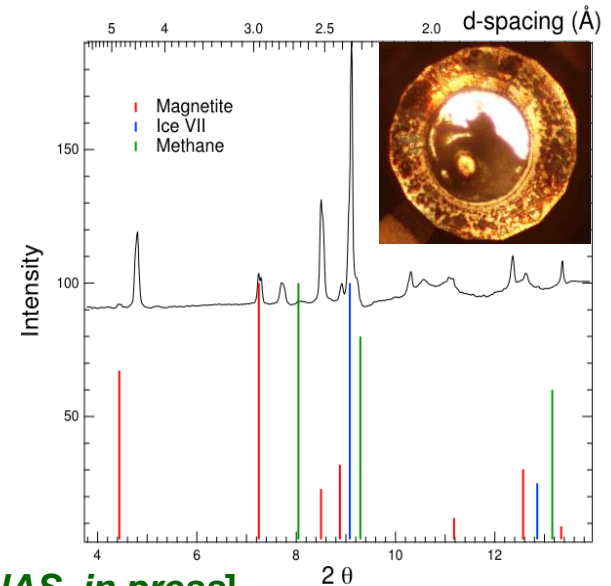 d-spacing (Å)
5 4 3.0 2.5 2.0
Magnetite
Ice VII
Methane
Intensity
150
100
50
4 6 8 10 12
2 θ
in press]